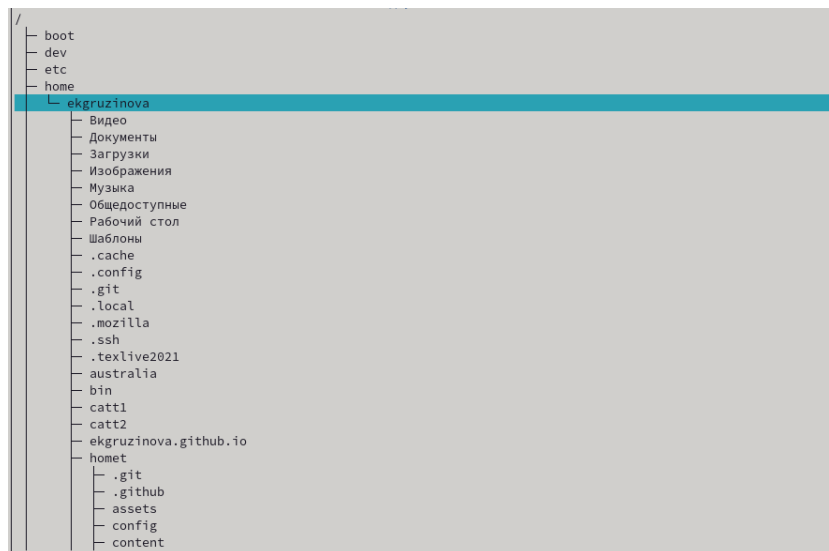 /
boot
dev
etc
home
ekgruzinova
Видео
Документы
Загрузки
Изображения
Музыка
Общедоступные
Рабочий стол
Шаблоны
.cache
.config
.git
.local
.mozilla
.ssh
.texlive2021
australia
bin
catt1
catt2
ekgruzinova.github.io
homet
.git
.github
assets
config
content